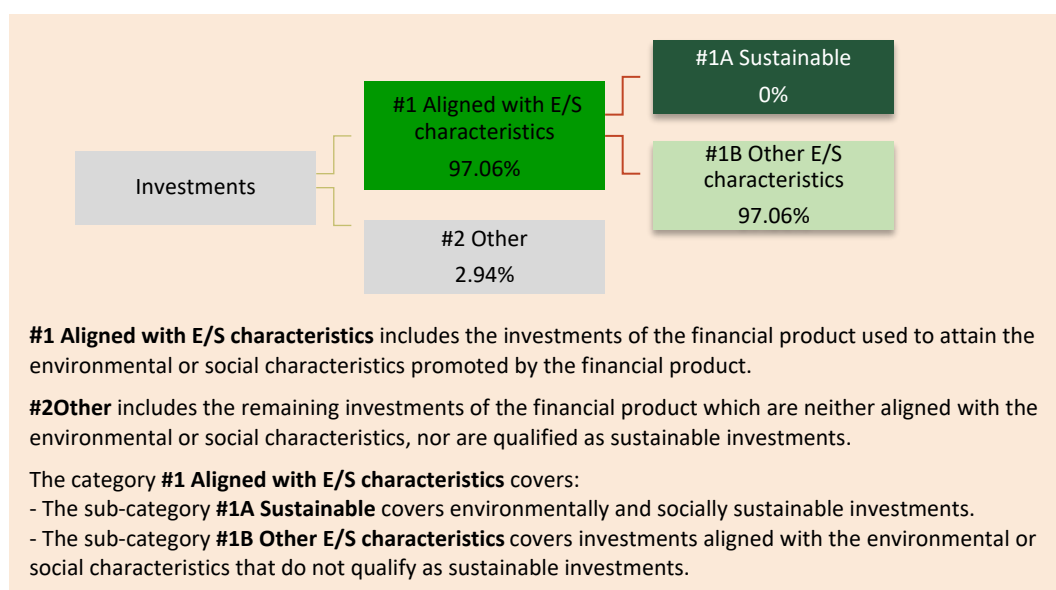 Investments
#1 Aligned with E/S
characteristics
97.06%
#2 Other
2.94%
#1A Sustainable
0%
#1B Other E/S
characteristics
97.06%
#1 Aligned with E/S characteristics includes the investments of the financial product used to attain the
environmental or social characteristics promoted by the financial product.
#2Other includes the remaining investments of the financial product which are neither aligned with the
environmental or social characteristics, nor are qualified as sustainable investments.
The category #1 Aligned with E/S characteristics covers:
- The sub-category #1A Sustainable covers environmentally and socially sustainable investments.
- The sub-category #1B Other E/S characteristics covers investments aligned with the environmental or
social characteristics that do not qualify as sustainable investments.